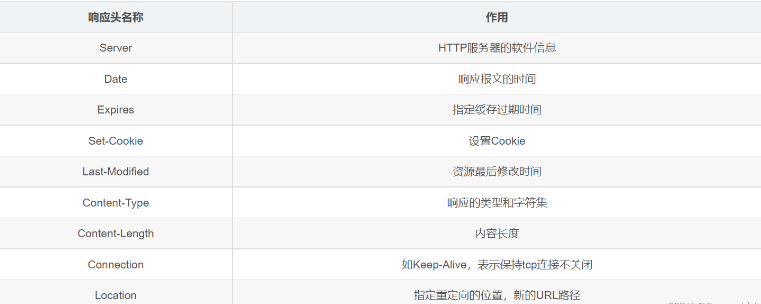 响应头名称 作用
Server HTTP服务器的软件信息
Date 响应报文的时间
Expires 指定缓存过期时间
Set-Cookie 设置Cookie
Last-Modified 资源最后修改时间
Content-Type 响应的类型和字符集
Content-Length 内容长度
Connection 如Keep-Alive，表示保持tcp连接不关闭
Location 指定重定向的位置，新的URL路径